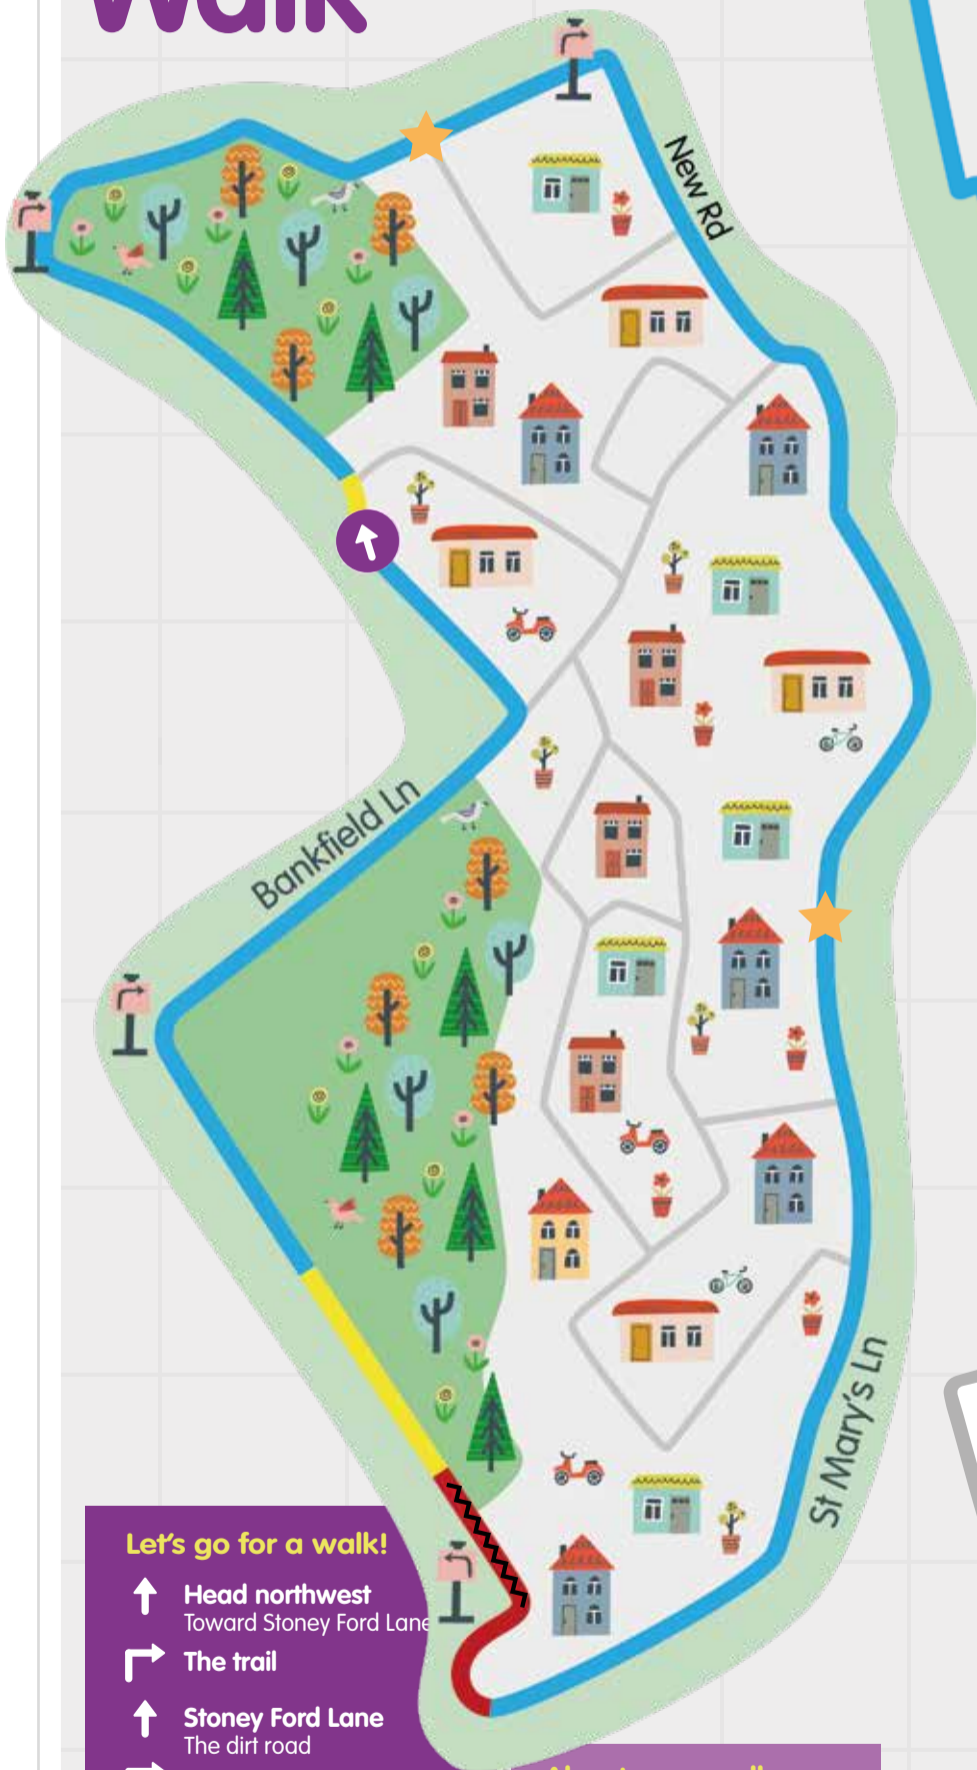 Walk
New Rd
Bankfield Ln
St Mary's Ln
Let's go for a walk!
Head northwest
Toward Stoney Ford Lane
The trail
Stoney Ford Lane
The dirt road